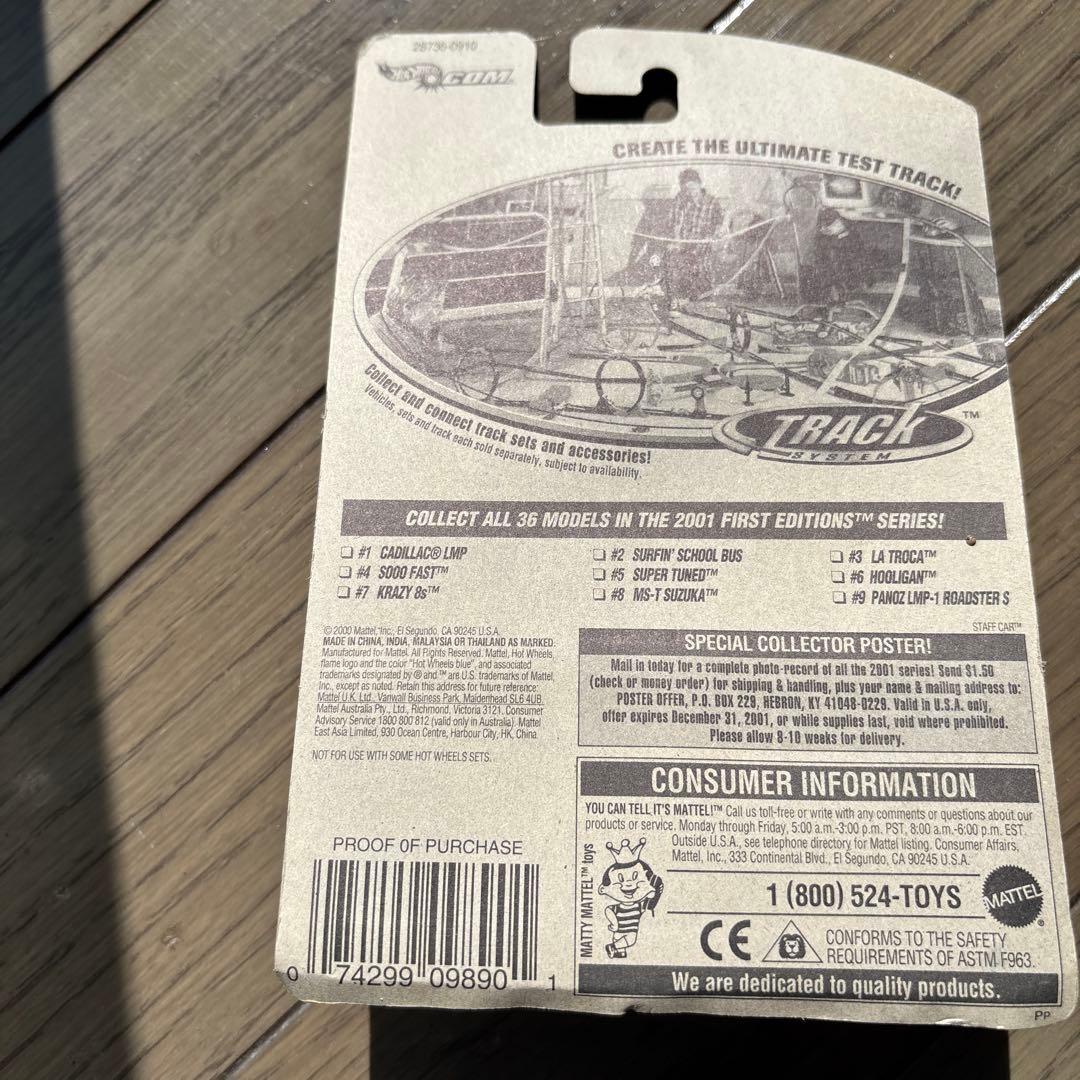 28736-0910
HOT WHEELS.COM™
CREATE THE ULTIMATE TEST TRACK!
Collect and connect track sets and accessories!
Vehicles, sets and track each sold separately, subject to availability.
TRACK™
SYSTEM
COLLECT ALL 36 MODELS IN THE 2001 FIRST EDITIONS™ SERIES!
#1 CADILLAC® LMP #2 SURFIN' SCHOOL BUS #3 LA TROCA™
#4 SOOO FAST™ #5 SUPER TUNED™ #6 HOOLIGAN™
#7 KRAZY 8s™ #8 MS-T SUZUKA™ #9 PANOZ LMP-1 ROADSTER S
STAFF CAR™
© 2000 Mattel, Inc., El Segundo, CA 90245 U.S.A.
MADE IN CHINA, INDIA, MALAYSIA OR THAILAND AS MARKED.
Manufactured for Mattel. All Rights Reserved. Mattel, Hot Wheels,
flame logo and the color "Hot Wheels blue", and associated
trademarks designated by ® and ™ are U.S. trademarks of Mattel,
Inc., except as noted. Retain this address for future reference:
Mattel U.K. Ltd., Vanwall Business Park, Maidenhead SL6 4UB.
Mattel Australia Pty., Ltd., Richmond, Victoria 3121. Consumer
Advisory Service 1800 800 812 (valid only in Australia). Mattel
East Asia Limited, 930 Ocean Centre, Harbour City, HK, China.
NOT FOR USE WITH SOME HOT WHEELS SETS.
SPECIAL COLLECTOR POSTER!
Mail in today for a complete photo-record of all the 2001 series! Send $1.50
(check or money order) for shipping & handling, plus your name & mailing address to:
POSTER OFFER, P.O. BOX 229, HEBRON, KY 41048-0229. Valid in U.S.A. only,
offer expires December 31, 2001, or while supplies last, void where prohibited.
Please allow 8-10 weeks for delivery.
CONSUMER INFORMATION
YOU CAN TELL IT'S MATTEL!™ Call us toll-free or write with any comments or questions about our
products or service. Monday through Friday, 5:00 a.m.-3:00 p.m. PST, 8:00 a.m.-6:00 p.m. EST.
Outside U.S.A., see telephone directory for Mattel listing. Consumer Affairs,
Mattel, Inc., 333 Continental Blvd., El Segundo, CA 90245 U.S.A.
MATTY MATTEL™ toys
1 (800) 524-TOYS
MATTEL®
CE
CONFORMS TO THE SAFETY
REQUIREMENTS OF ASTM F963.
We are dedicated to quality products.
PROOF OF PURCHASE
0 74299 09890 1
PP